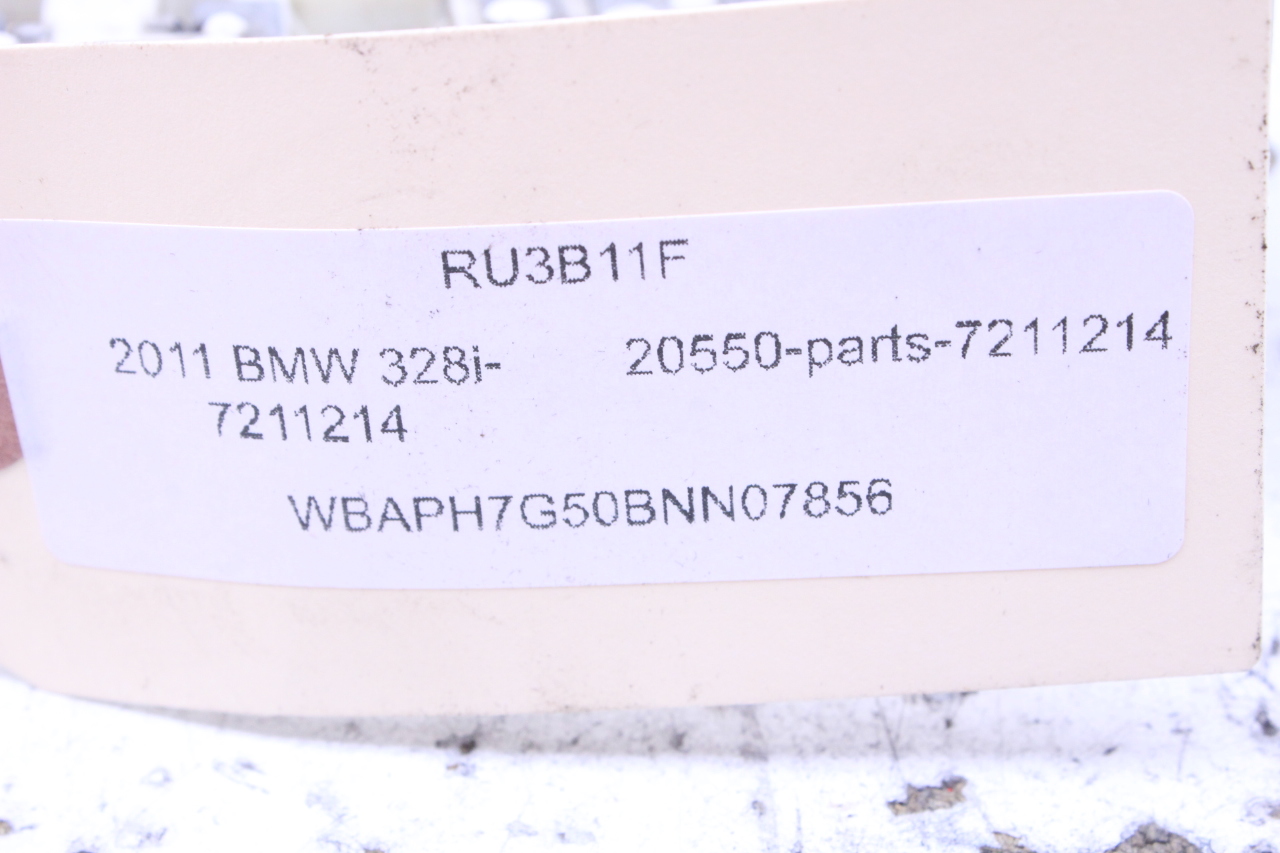 RU3B11F
2011 BMW 328i-
7211214
20550-parts-7211214
WBAPH7G50BNN07856